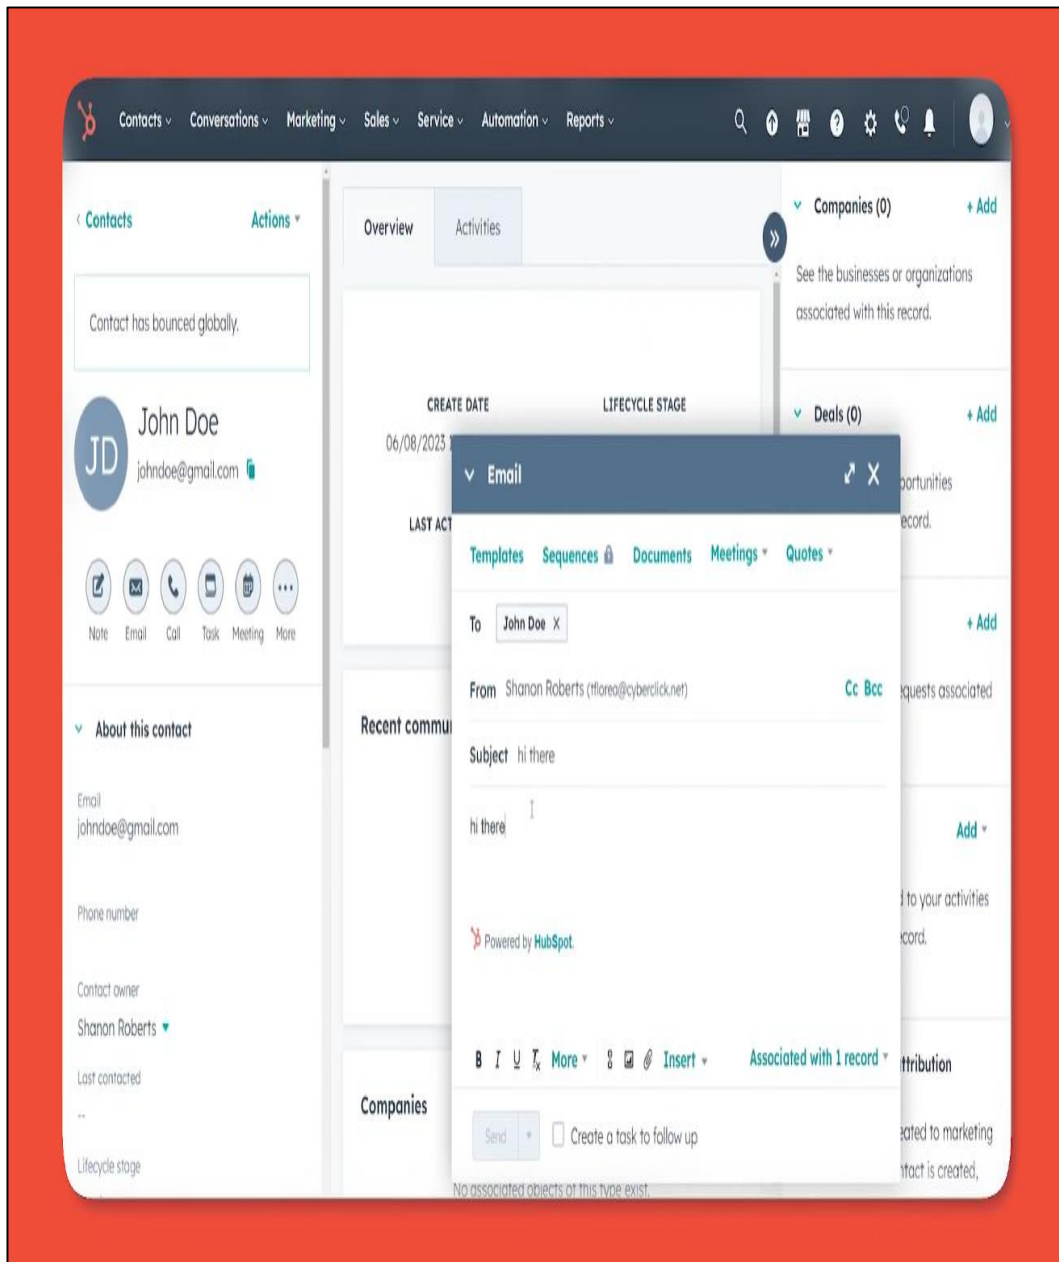 Contacts Conversations Marketing Sales Service Automation Reports
Contacts Actions
Contact has bounced globally.
JD
John Doe
johndoe@gmail.com
Note Email Call Task Meeting More
About this contact
Email
johndoe@gmail.com
Phone number
Contact owner
Shanon Roberts
Last contacted
--
Lifecycle stage
Overview Activities
CREATE DATE LIFECYCLE STAGE
06/08/2023
LAST ACT
Recent commu
Companies
No associated objects of this type exist.
Email
Templates Sequences Documents Meetings Quotes
To John Doe X
From Shanon Roberts (tflorea@cyberclick.net) Cc Bcc
Subject hi there
hi there
Powered by HubSpot.
B I U Tx More Insert Associated with 1 record
Send Create a task to follow up
Companies (0) + Add
See the businesses or organizations
associated with this record.
Deals (0) + Add
portunities
ecord.
+ Add
equests associated
Add
d to your activities
cord.
ttribution
eated to marketing
ntact is created,